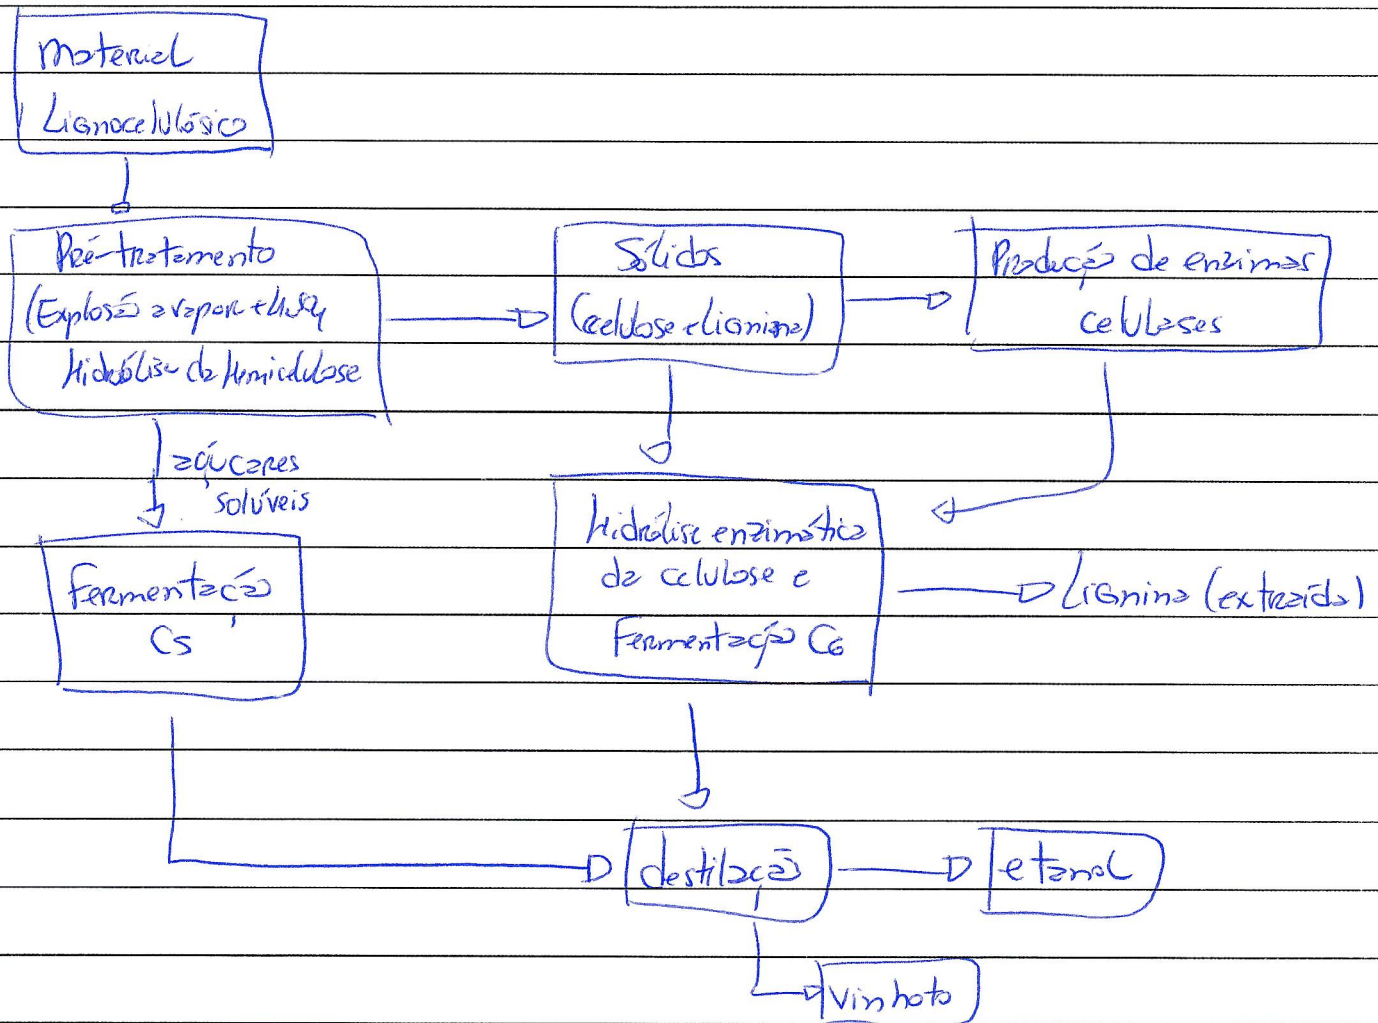 Material
Lignocelulósico
Pré-tratamento
(Explosão a vapor + H₂SO₄
Hidrólise da Hemicelulose
Sólidos
(celulose e lignina)
Produção de enzimas
celulases
açúcares
solúveis
Fermentação
C5
Hidrólise enzimática
da celulose e
Fermentação C6
Lignina (extraída)
destilação
etanol
Vinhoto